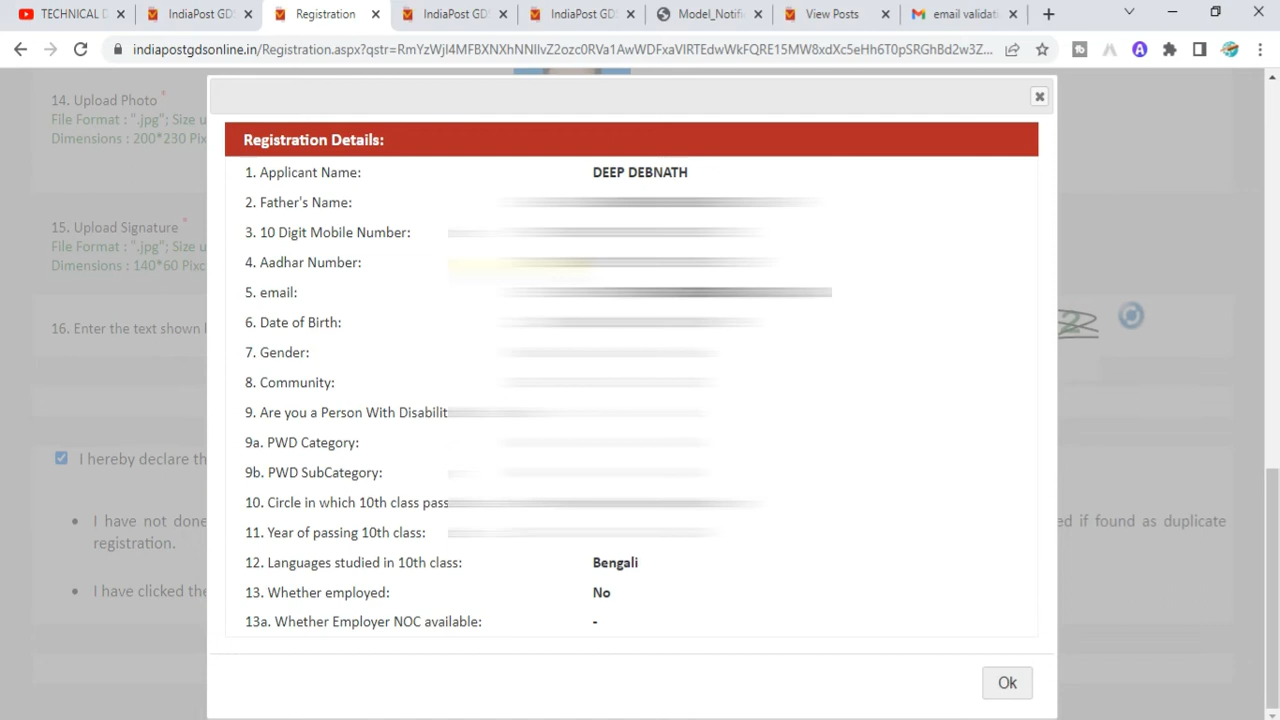 TECHNICAL D
IndiaPost GDS
Registration
IndiaPost GDS
IndiaPost GDS
Model_Notifi
View Posts
email validati
indiapostgdsonline.in/Registration.aspx?
14. Upload Photo *
File Format : ".jpg"; Size u
Dimensions : 200*230 Pix
15. Upload Signature *
File Format : ".jpg"; Size u
Dimensions : 140*60 Pixc
16. Enter the text shown
I hereby declare th
• I have not done
registration.
• I have clicked the
ed if found as duplicate
Registration Details:
1. Applicant Name: DEEP DEBNATH
2. Father's Name:
3. 10 Digit Mobile Number:
4. Aadhar Number:
5. email:
6. Date of Birth:
7. Gender:
8. Community:
9. Are you a Person With Disabilit
9a. PWD Category:
9b. PWD SubCategory:
10. Circle in which 10th class pass
11. Year of passing 10th class:
12. Languages studied in 10th class: Bengali
13. Whether employed: No
13a. Whether Employer NOC available: -
Ok